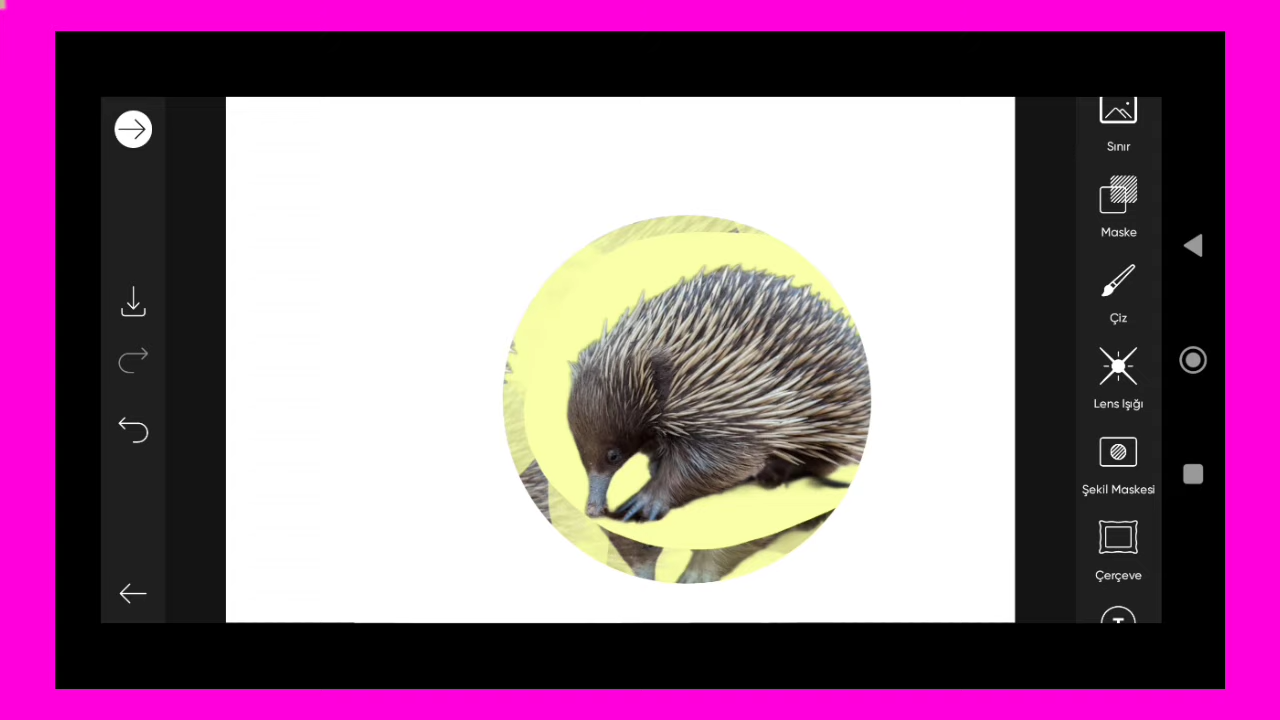 Sınır
Maske
Çiz
Lens Işığı
Şekil Maskesi
Çerçeve
T